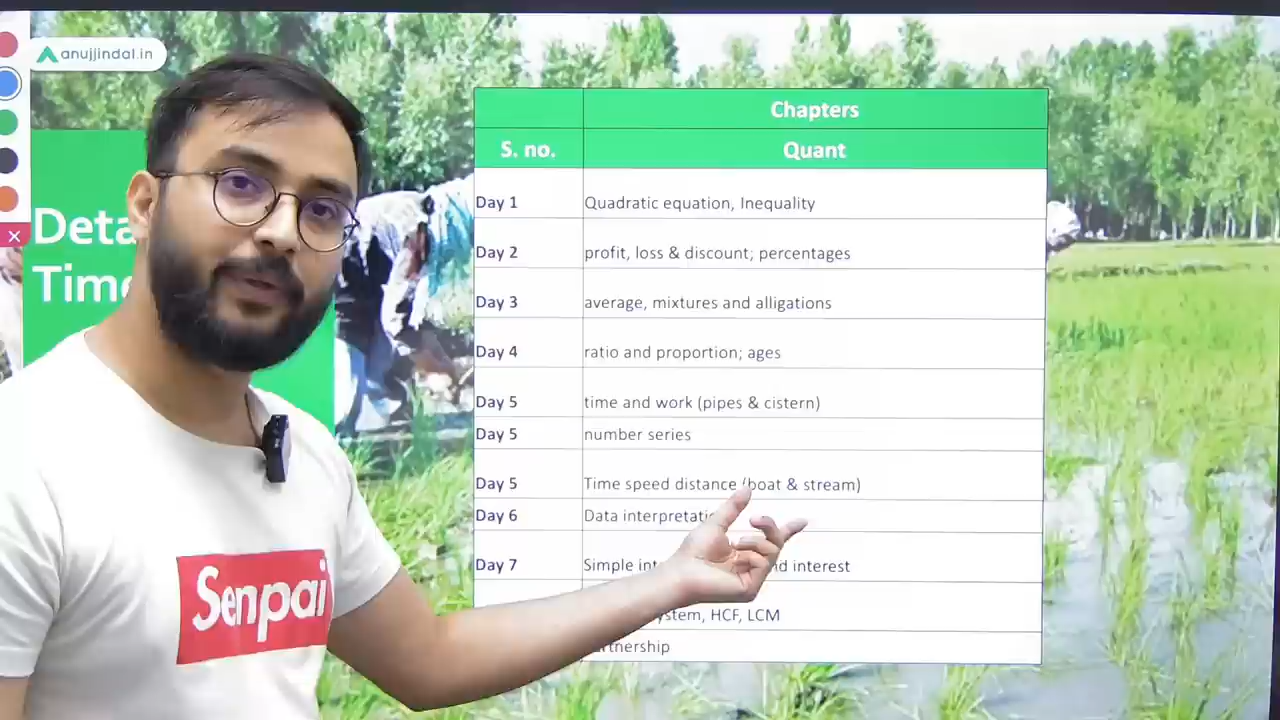 anujjindal.in
Deta
Time
Chapters
S. no. Quant
Day 1 Quadratic equation, Inequality
Day 2 profit, loss & discount; percentages
Day 3 average, mixtures and alligations
Day 4 ratio and proportion; ages
Day 5 time and work (pipes & cistern)
Day 5 number series
Day 5 Time speed distance (boat & stream)
Day 6 Data interpretati
Day 7 Simple int nd interest
ystem, HCF, LCM
artnership
Senpai